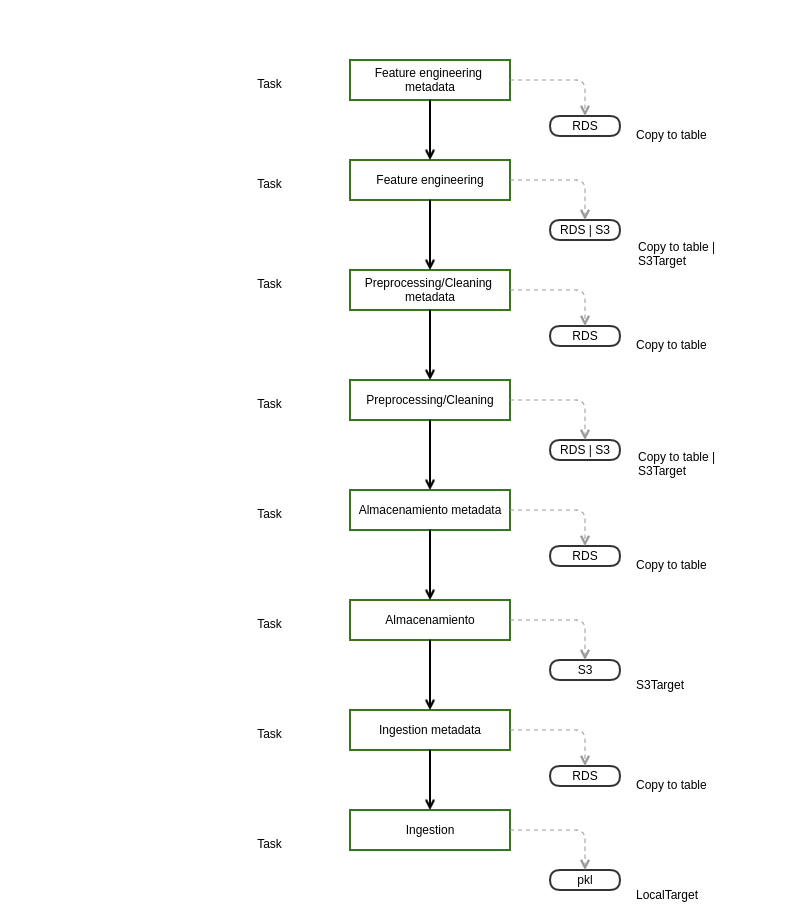 Task
Feature engineering
metadata
RDS
Copy to table
Task
Feature engineering
RDS | S3
Copy to table |
S3Target
Task
Preprocessing/Cleaning
metadata
RDS
Copy to table
Task
Preprocessing/Cleaning
RDS | S3
Copy to table |
S3Target
Task
Almacenamiento metadata
RDS
Copy to table
Task
Almacenamiento
S3
S3Target
Task
Ingestion metadata
RDS
Copy to table
Task
Ingestion
pkl
LocalTarget